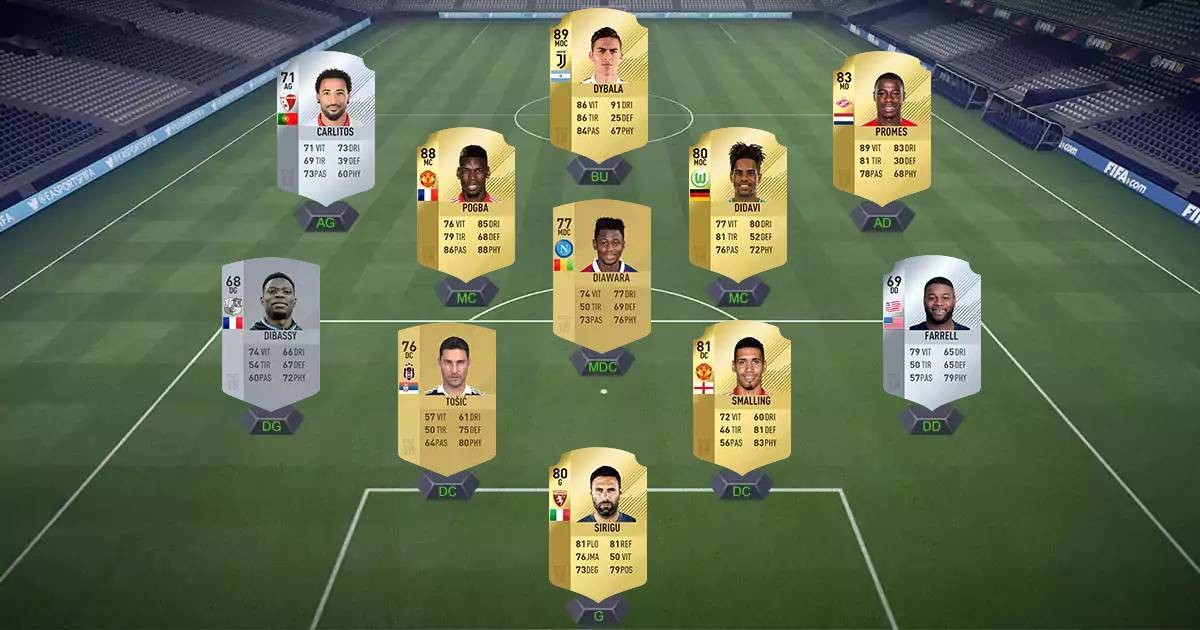 89
MOC
DYBALA
86 VIT 91 DRI
86 TIR 25 DEF
84 PAS 67 PHY
BU
71
AG
CARLITOS
71 VIT 73 DRI
69 TIR 39 DEF
73 PAS 60 PHY
AG
83
MD
PROMES
89 VIT 83 DRI
81 TIR 30 DEF
78 PAS 68 PHY
AD
88
MC
POGBA
76 VIT 85 DRI
79 TIR 68 DEF
86 PAS 88 PHY
MC
80
MOC
DIDAVI
77 VIT 80 DRI
81 TIR 52 DEF
76 PAS 72 PHY
MC
77
MDC
DIAWARA
74 VIT 77 DRI
50 TIR 69 DEF
73 PAS 76 PHY
MDC
68
DG
DIBASSY
74 VIT 66 DRI
54 TIR 67 DEF
60 PAS 72 PHY
DG
69
DD
FARRELL
79 VIT 65 DRI
50 TIR 65 DEF
57 PAS 79 PHY
DD
76
DC
TOŠIĆ
57 VIT 61 DRI
50 TIR 75 DEF
64 PAS 80 PHY
DC
81
DC
SMALLING
72 VIT 60 DRI
46 TIR 81 DEF
56 PAS 83 PHY
DC
80
G
SIRIGU
81 PLO 81 REF
76 JMA 50 VIT
73 DEG 79 POS
G
@EASPORTSFIFA
FIFA.com